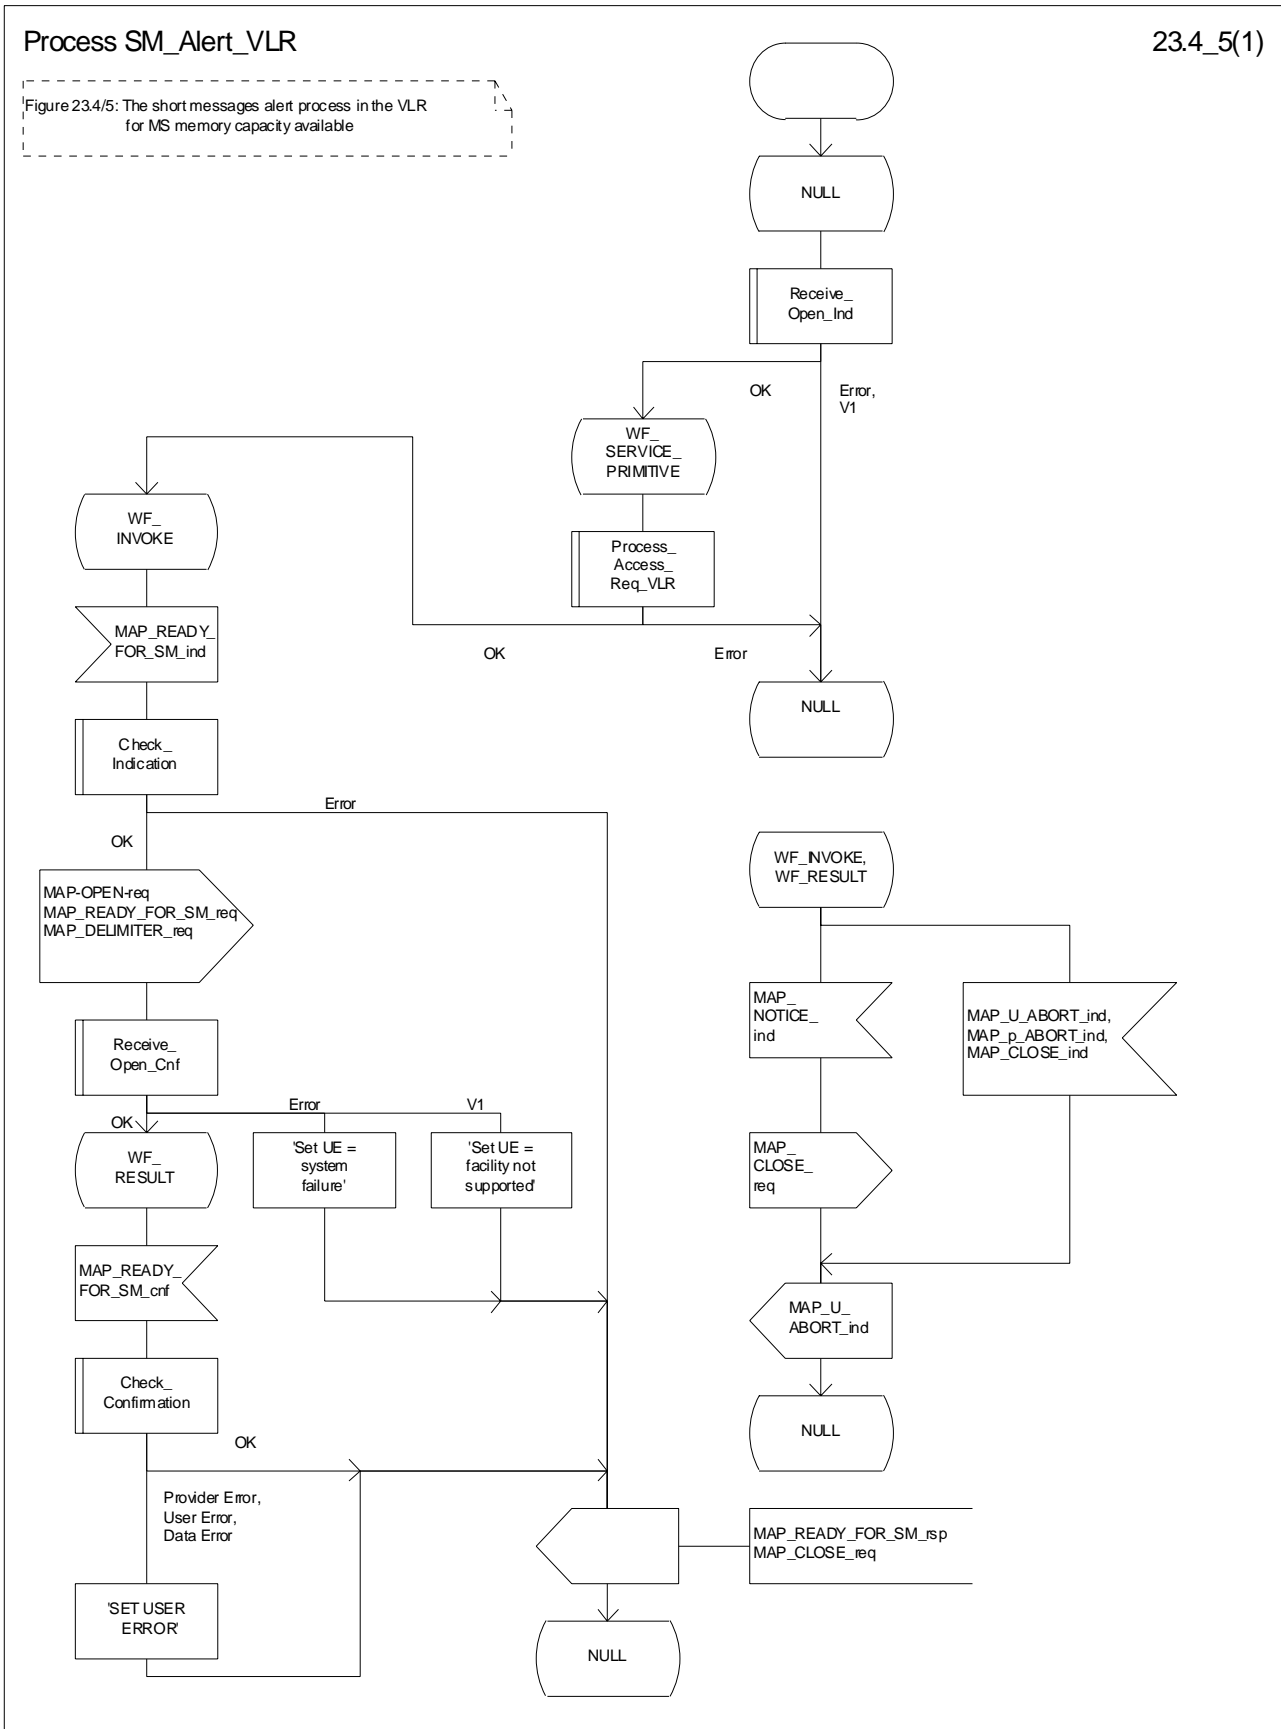 Process SM_Alert_VLR
23.4_5(1)
Figure 23.4/5: The short messages alert process in the VLR
for MS memory capacity available
NULL
Receive_
Open_Ind
OK
Error,
V1
WF_
SERVICE_
PRIMITIVE
WF_
INVOKE
Process_
Access_
Req_VLR
MAP_READY_
FOR_SM_ind
OK
Error
NULL
Check_
Indication
Error
OK
WF_INVOKE,
WF_RESULT
MAP-OPEN-req
MAP_READY_FOR_SM_req
MAP_DELIMITER_req
MAP_
NOTICE_
ind
MAP_U_ABORT_ind,
MAP_p_ABORT_ind,
MAP_CLOSE_ind
Receive_
Open_Cnf
Error
V1
OK
WF_
RESULT
'Set UE =
system
failure'
'Set UE =
facility not
supported'
MAP_
CLOSE_
req
MAP_READY_
FOR_SM_cnf
MAP_U_
ABORT_ind
Check_
Confirmation
NULL
OK
Provider Error,
User Error,
Data Error
MAP_READY_FOR_SM_rsp
MAP_CLOSE_req
'SET USER
ERROR'
NULL